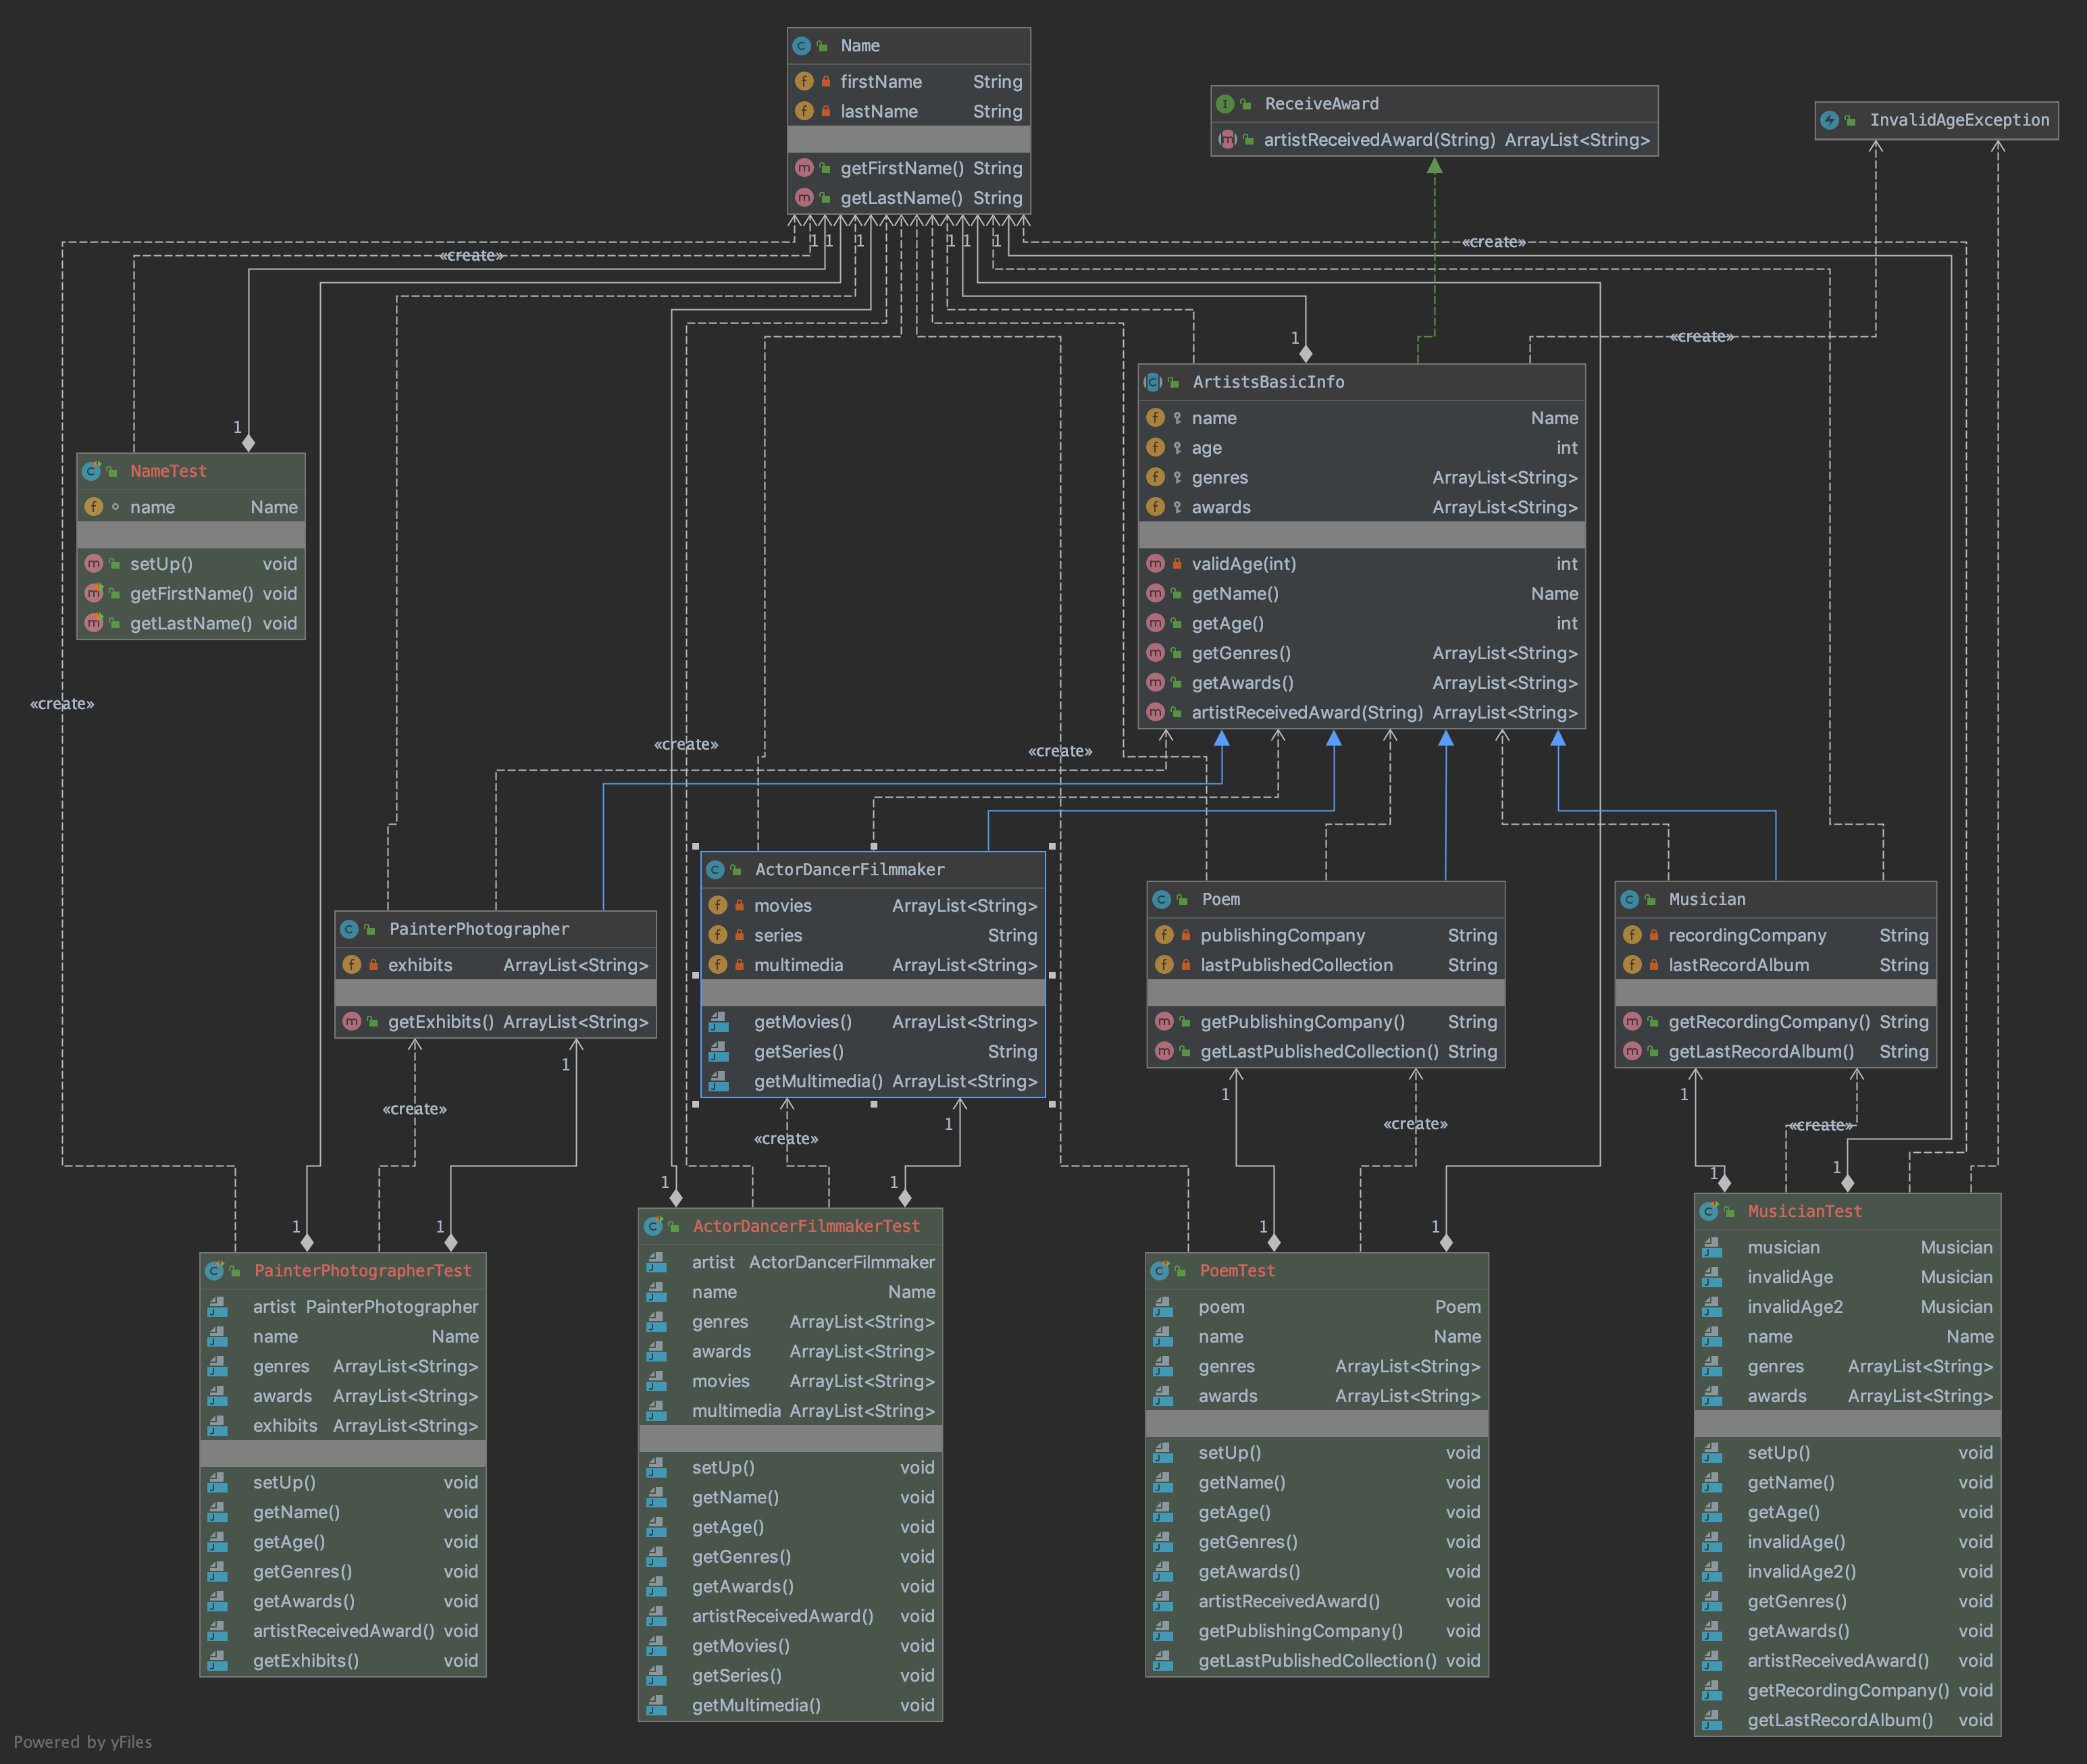 Name
firstName String
lastName String
getFirstName() String
getLastName() String
ReceiveAward
artistReceivedAward(String) ArrayList<String>
InvalidAgeException
1 1 1 1 1 1
«create»
«create»
«create»
1
1
ArtistsBasicInfo
name Name
age int
genres ArrayList<String>
awards ArrayList<String>
validAge(int) int
getName() Name
getAge() int
getGenres() ArrayList<String>
getAwards() ArrayList<String>
artistReceivedAward(String) ArrayList<String>
NameTest
name Name
setUp() void
getFirstName() void
getLastName() void
«create»
«create»
«create»
PainterPhotographer
exhibits ArrayList<String>
getExhibits() ArrayList<String>
ActorDancerFilmmaker
movies ArrayList<String>
series String
multimedia ArrayList<String>
getMovies() ArrayList<String>
getSeries() String
getMultimedia() ArrayList<String>
Poem
publishingCompany String
lastPublishedCollection String
getPublishingCompany() String
getLastPublishedCollection() String
Musician
recordingCompany String
lastRecordAlbum String
getRecordingCompany() String
getLastRecordAlbum() String
1
«create»
1
«create»
1
«create»
1
«create»
1
1
1
1
1
1
1
1
PainterPhotographerTest
artist PainterPhotographer
name Name
genres ArrayList<String>
awards ArrayList<String>
exhibits ArrayList<String>
setUp() void
getName() void
getAge() void
getGenres() void
getAwards() void
artistReceivedAward() void
getExhibits() void
ActorDancerFilmmakerTest
artist ActorDancerFilmmaker
name Name
genres ArrayList<String>
awards ArrayList<String>
movies ArrayList<String>
multimedia ArrayList<String>
setUp() void
getName() void
getAge() void
getGenres() void
getAwards() void
artistReceivedAward() void
getMovies() void
getSeries() void
getMultimedia() void
PoemTest
poem Poem
name Name
genres ArrayList<String>
awards ArrayList<String>
setUp() void
getName() void
getAge() void
getGenres() void
getAwards() void
artistReceivedAward() void
getPublishingCompany() void
getLastPublishedCollection() void
MusicianTest
musician Musician
invalidAge Musician
invalidAge2 Musician
name Name
genres ArrayList<String>
awards ArrayList<String>
setUp() void
getName() void
getAge() void
invalidAge() void
invalidAge2() void
getGenres() void
getAwards() void
artistReceivedAward() void
getRecordingCompany() void
getLastRecordAlbum() void
Powered by yFiles